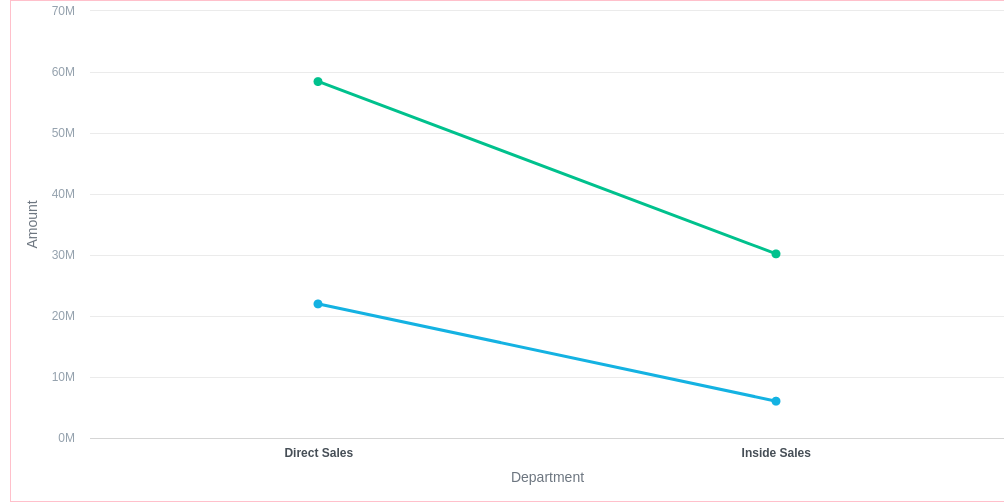 70M
60M
50M
40M
30M
20M
10M
0M
Amount
Direct Sales
Inside Sales
Department